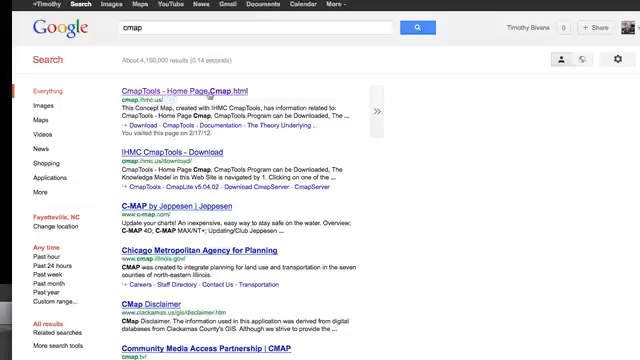 +Timothy Search Images Maps YouTube News Gmail Documents Calendar More
Google cmap Timothy Bivans 0 + Share
Search About 4,150,000 results (0.14 seconds)
Everything
Images
Maps
Videos
News
Shopping
Applications
More
Fayetteville, NC
Change location
Any time
Past hour
Past 24 hours
Past week
Past month
Past year
Custom range...
All results
Related searches
More search tools
CmapTools - Home Page Cmap.html
cmap.ihmc.us/
This Concept Map, created with IHMC CmapTools, has information related to:
CmapTools - Home Page Cmap, CmapTools Program can be Downloaded, The ...
Download - CmapTools - Documentation - The Theory Underlying ...
You visited this page on 2/17/12.
IHMC CmapTools - Download
cmap.ihmc.us/download/
CmapTools - Home Page Cmap, CmapTools Program can be Downloaded, The
Knowledge Model in this Web Site is navigated by 1. Clicking on one of the ...
CmapTools - CmapLite v5.04.02 - Download CmapServer - CmapServer
C-MAP by Jeppesen | Jeppesen
www.c-map.com/
Update your charts! An inexpensive, easy way to stay safe on the water. Overview;
C-MAP 4D; C-MAP MAX/NT+; Updating/Club Jeppesen ...
Chicago Metropolitan Agency for Planning
www.cmap.illinois.gov/
CMAP was created to integrate planning for land use and transportation in the seven
counties of north-eastern Illinois.
Careers - Staff Directory - Contact Us - Transportation
CMap Disclaimer
www.clackamas.us/gis/disclaimer.htm
CMap Disclaimer. The information used in this application was derived from digital
databases from Clackamas County's GIS. Although we strive to provide the ...
Community Media Access Partnership | CMAP
cmap.tv/